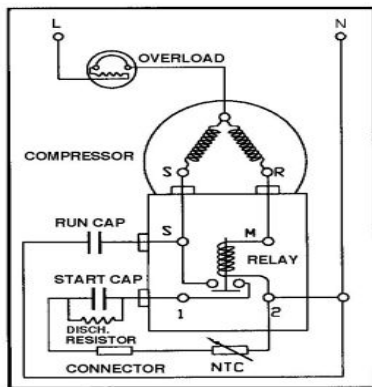 L N
OVERLOAD
COMPRESSOR
S R
RUN CAP
S M
RELAY
START CAP
1 2
DISCH.
RESISTOR
CONNECTOR NTC